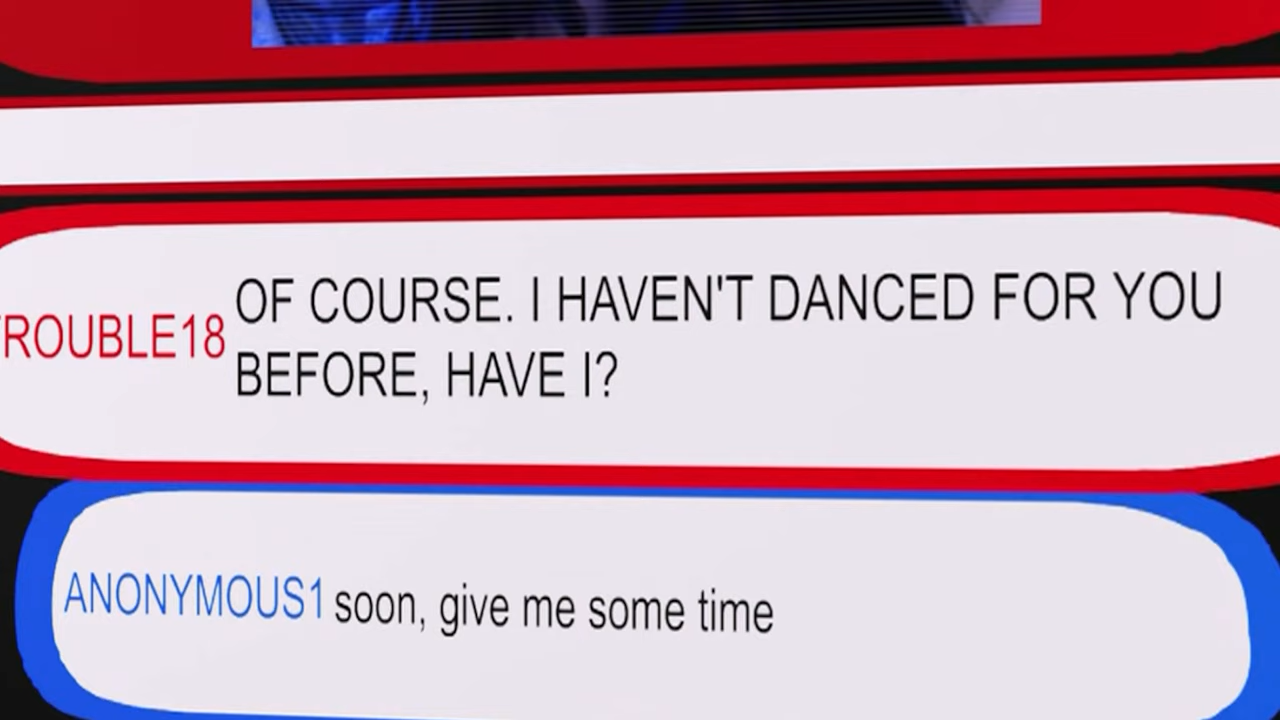 ROUBLE18 OF COURSE. I HAVEN'T DANCED FOR YOU
BEFORE, HAVE I?
ANONYMOUS1 soon, give me some time